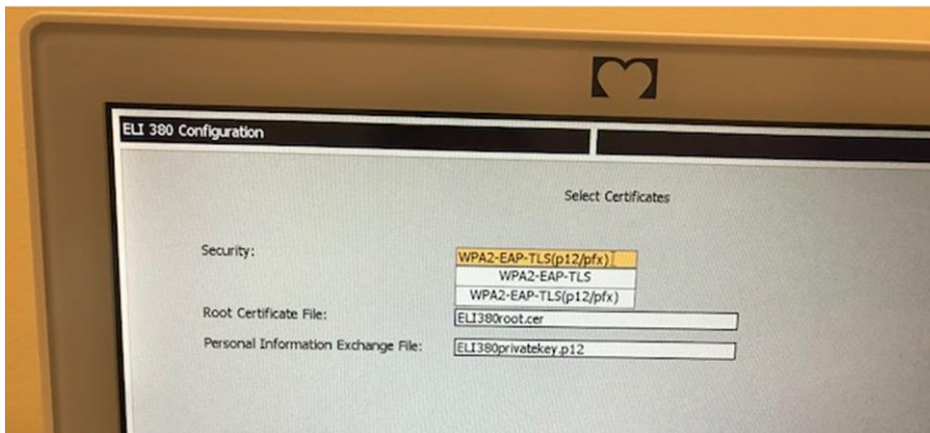 ELI 380 Configuration
Select Certificates
Security:
WPA2-EAP-TLS(p12/pfx)
WPA2-EAP-TLS
WPA2-EAP-TLS(p12/pfx)
Root Certificate File:
ELI380root.cer
Personal Information Exchange File:
ELI380privatekey.p12